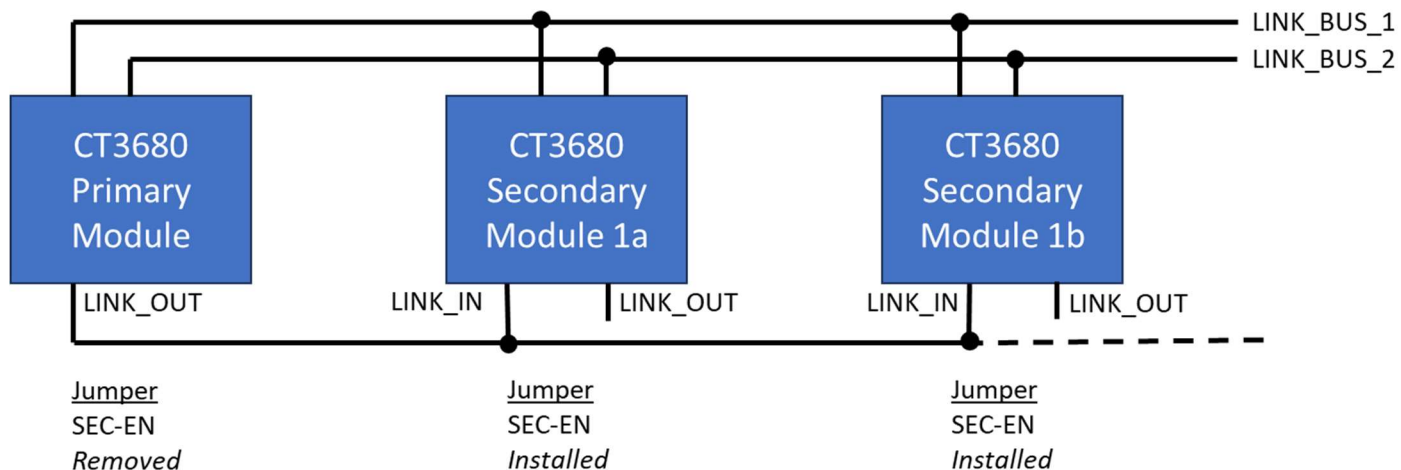 LINK_BUS_1
LINK_BUS_2
CT3680
Primary
Module
CT3680
Secondary
Module 1a
CT3680
Secondary
Module 1b
LINK_OUT
LINK_IN
LINK_OUT
LINK_IN
LINK_OUT
Jumper
SEC-EN
Removed
Jumper
SEC-EN
Installed
Jumper
SEC-EN
Installed